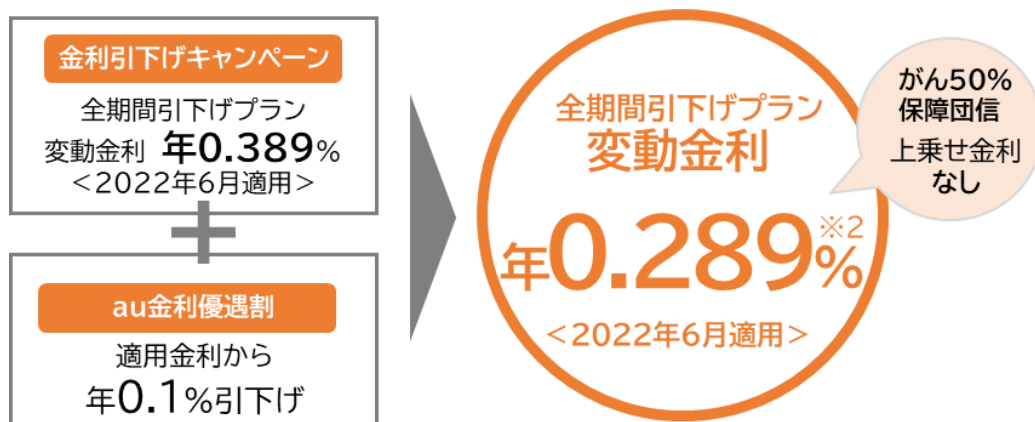 金利引下げキャンペーン
全期間引下げプラン
変動金利 年0.389%
＜2022年6月適用＞
＋
au金利優遇割
適用金利から
年0.1%引下げ
全期間引下げプラン
変動金利
年0.289%※2
＜2022年6月適用＞
がん50%
保障団信
上乗せ金利
なし